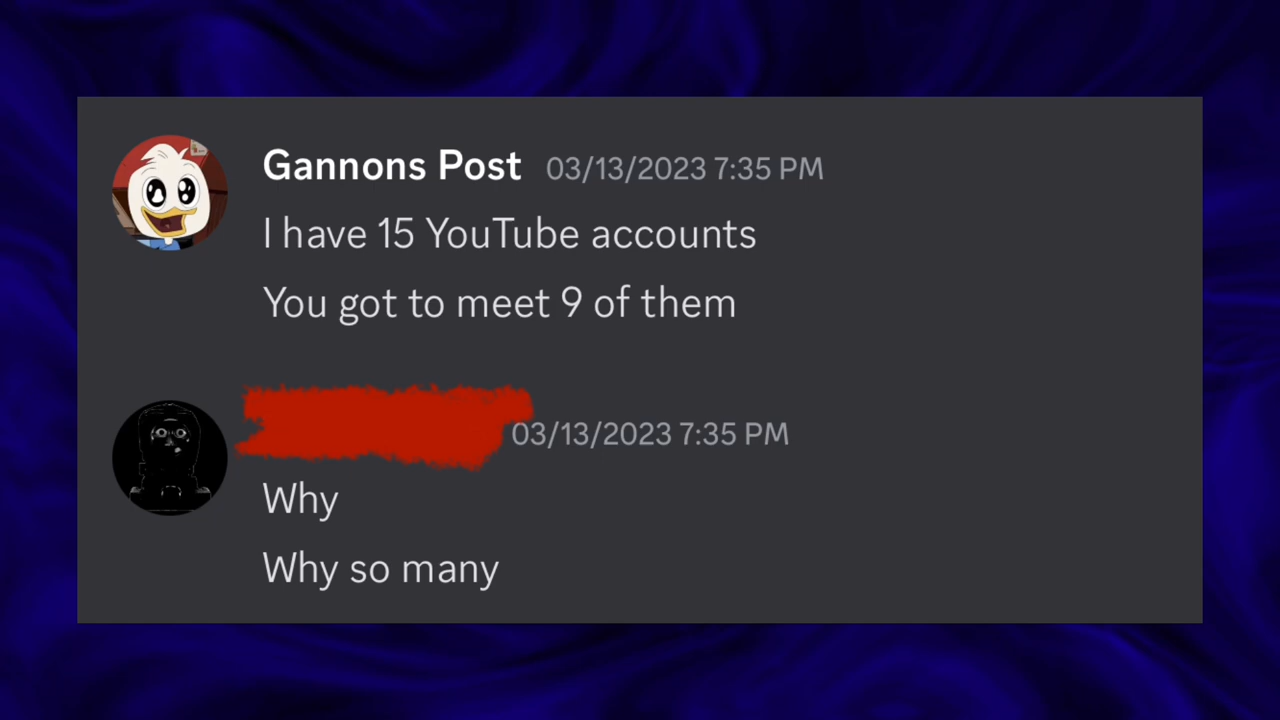 Gannons Post 03/13/2023 7:35 PM
I have 15 YouTube accounts
You got to meet 9 of them
03/13/2023 7:35 PM
Why
Why so many